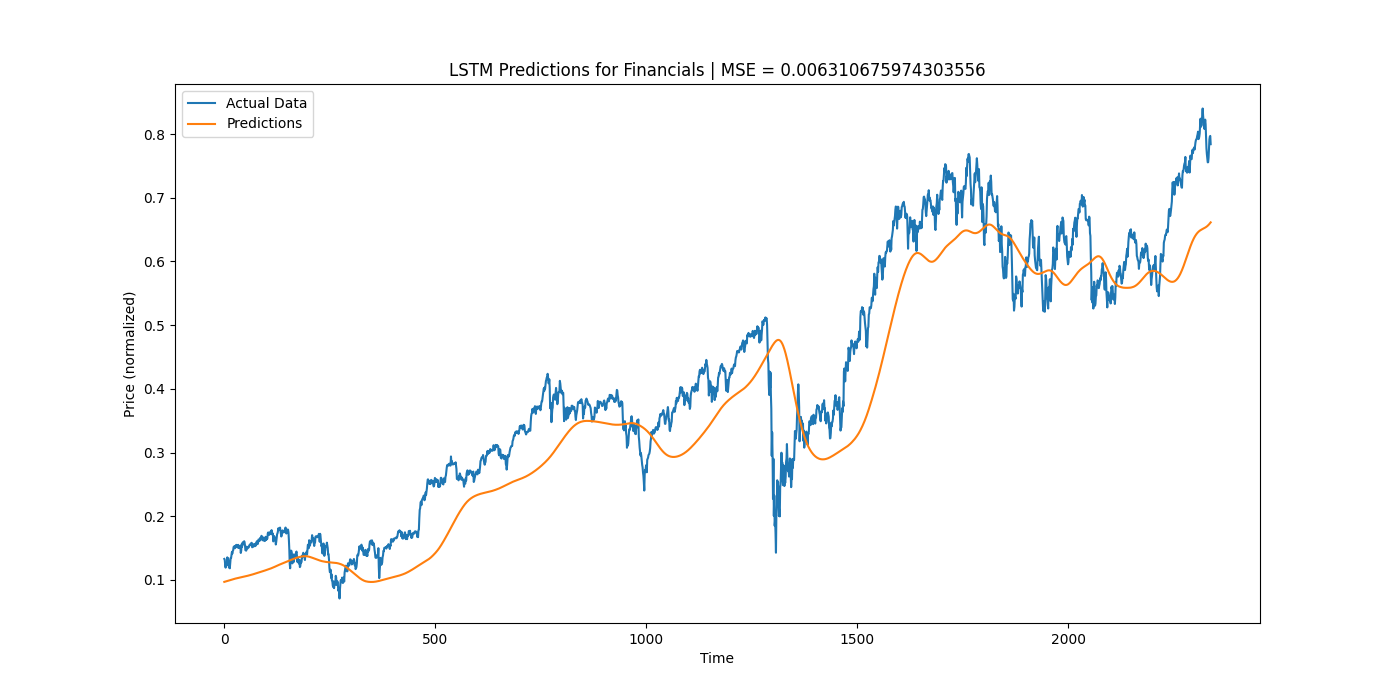 LSTM Predictions for Financials | MSE = 0.006310675974303556
Actual Data
Predictions
0.8
0.7
0.6
0.5
0.4
0.3
0.2
0.1
Price (normalized)
0 500 1000 1500 2000
Time